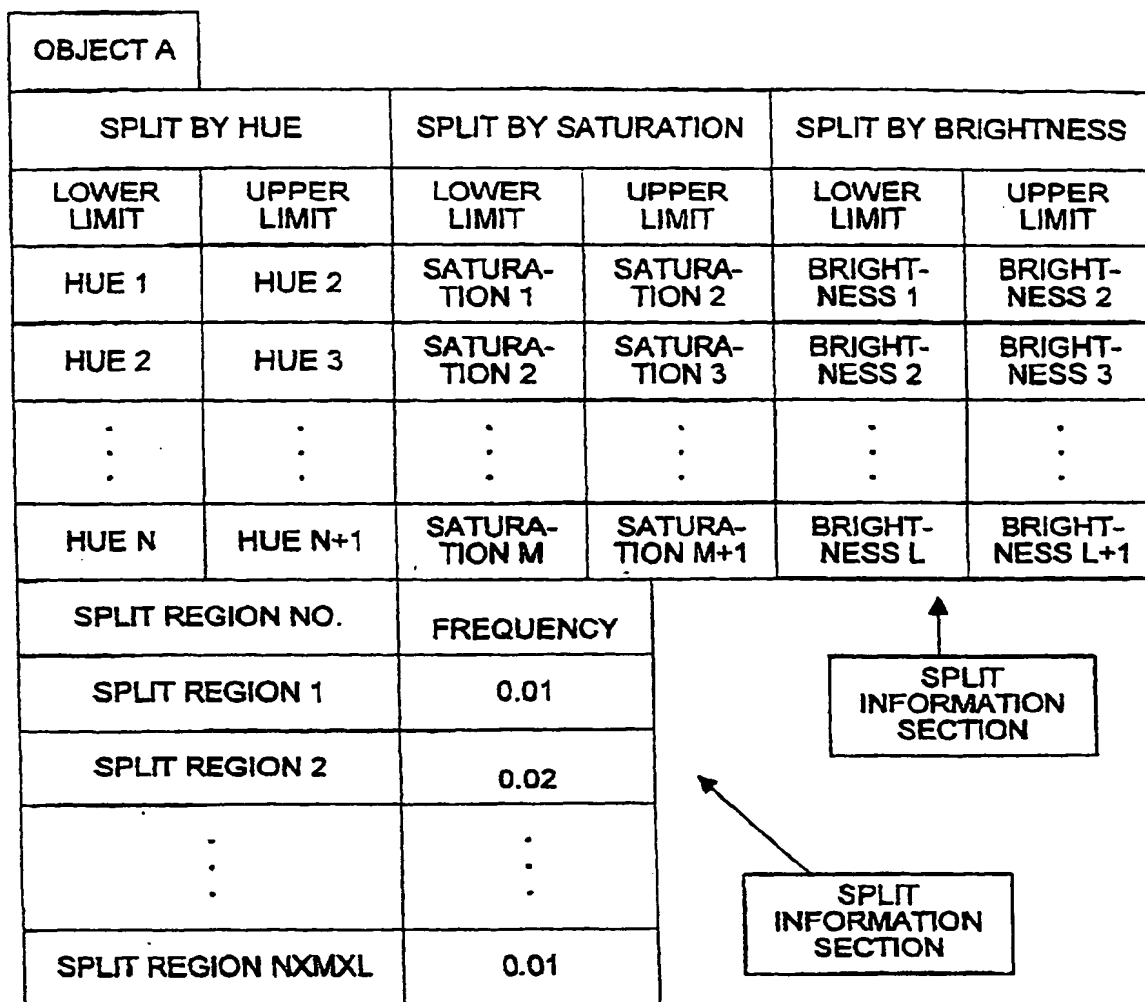 OBJECT A
SPLIT BY HUE SPLIT BY SATURATION SPLIT BY BRIGHTNESS
LOWER LIMIT UPPER LIMIT LOWER LIMIT UPPER LIMIT LOWER LIMIT UPPER LIMIT
HUE 1 HUE 2 SATURA-TION 1 SATURA-TION 2 BRIGHT-NESS 1 BRIGHT-NESS 2
HUE 2 HUE 3 SATURA-TION 2 SATURA-TION 3 BRIGHT-NESS 2 BRIGHT-NESS 3
HUE N HUE N+1 SATURA-TION M SATURA-TION M+1 BRIGHT-NESS L BRIGHT-NESS L+1
SPLIT REGION NO. FREQUENCY
SPLIT REGION 1 0.01
SPLIT REGION 2 0.02
SPLIT REGION NXMXL 0.01
SPLIT
INFORMATION
SECTION
SPLIT
INFORMATION
SECTION